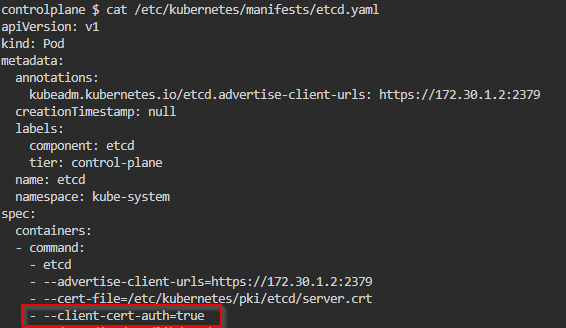 controlplane $ cat /etc/kubernetes/manifests/etcd.yaml
apiVersion: v1
kind: Pod
metadata:
  annotations:
    kubeadm.kubernetes.io/etcd.advertise-client-urls: https://172.30.1.2:2379
  creationTimestamp: null
  labels:
    component: etcd
    tier: control-plane
  name: etcd
  namespace: kube-system
spec:
  containers:
  - command:
    - etcd
    - --advertise-client-urls=https://172.30.1.2:2379
    - --cert-file=/etc/kubernetes/pki/etcd/server.crt
    - --client-cert-auth=true